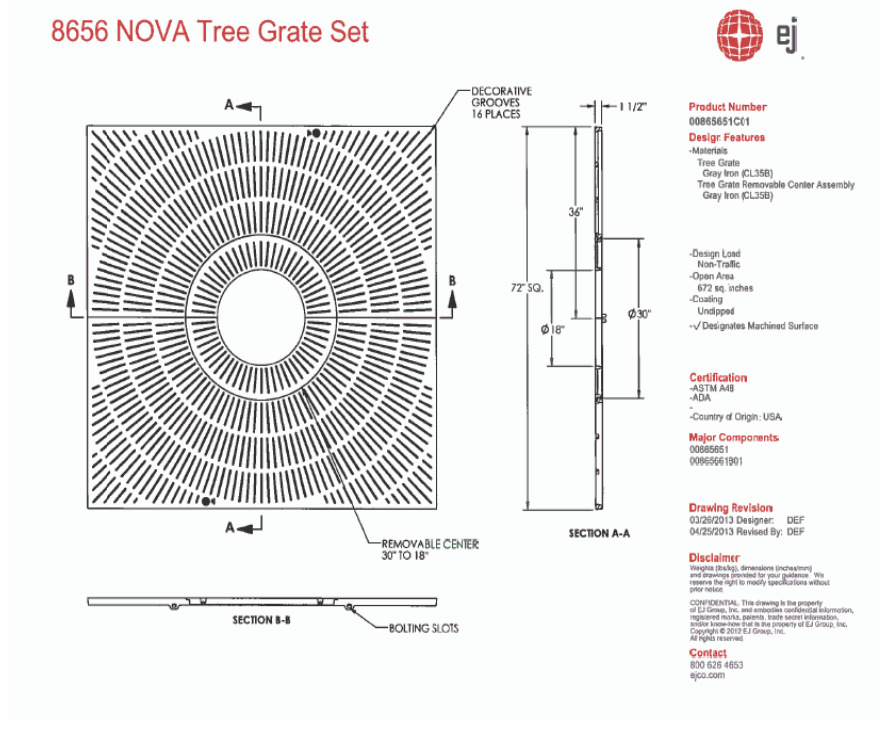 8656 NOVA Tree Grate Set
ej
A
DECORATIVE
GROOVES
16 PLACES
1 1/2"
B
B
36"
72" SQ.
Ø18"
Ø30"
A
REMOVABLE CENTER
30" TO 18"
SECTION A-A
SECTION B-B
BOLTING SLOTS
Product Number
00865651C01
Design Features
-Materials
Tree Grate
Gray Iron (CL35B)
Tree Grate Removable Center Assembly
Gray Iron (CL35B)
-Design Load
Non-Traffic
-Open Area
672 sq. inches
-Coating
Undipped
-√ Designates Machined Surface
Certification
-ASTM A48
-ADA
-
-Country of Origin: USA
Major Components
00865651
00865661B01
Drawing Revision
03/26/2013 Designer: DEF
04/25/2013 Revised By: DEF
Disclaimer
Weights (lbs/kg), dimensions (inches/mm)
and drawings provided for your guidance. We
reserve the right to modify specifications without
prior notice.
CONFIDENTIAL: This drawing is the property
of EJ Group, Inc. and embodies confidential information,
registered marks, patents, trade secret information,
and/or know-how that is the property of EJ Group, Inc.
Copyright © 2012 EJ Group, Inc.
All rights reserved.
Contact
800 626 4653
ejco.com